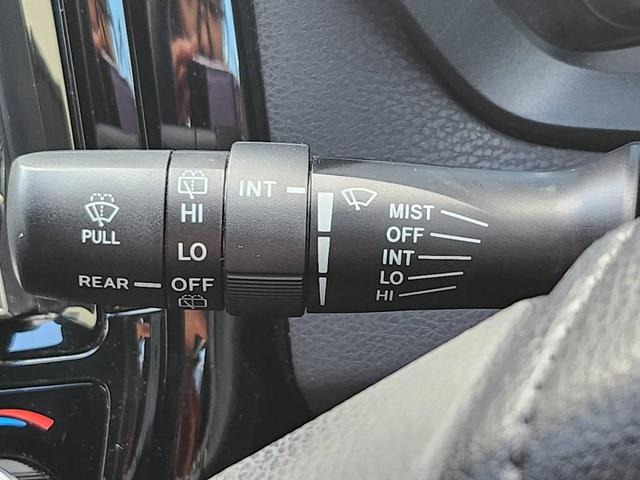 PULL
REAR
HI
LO
OFF
INT
MIST
OFF
INT
LO
HI